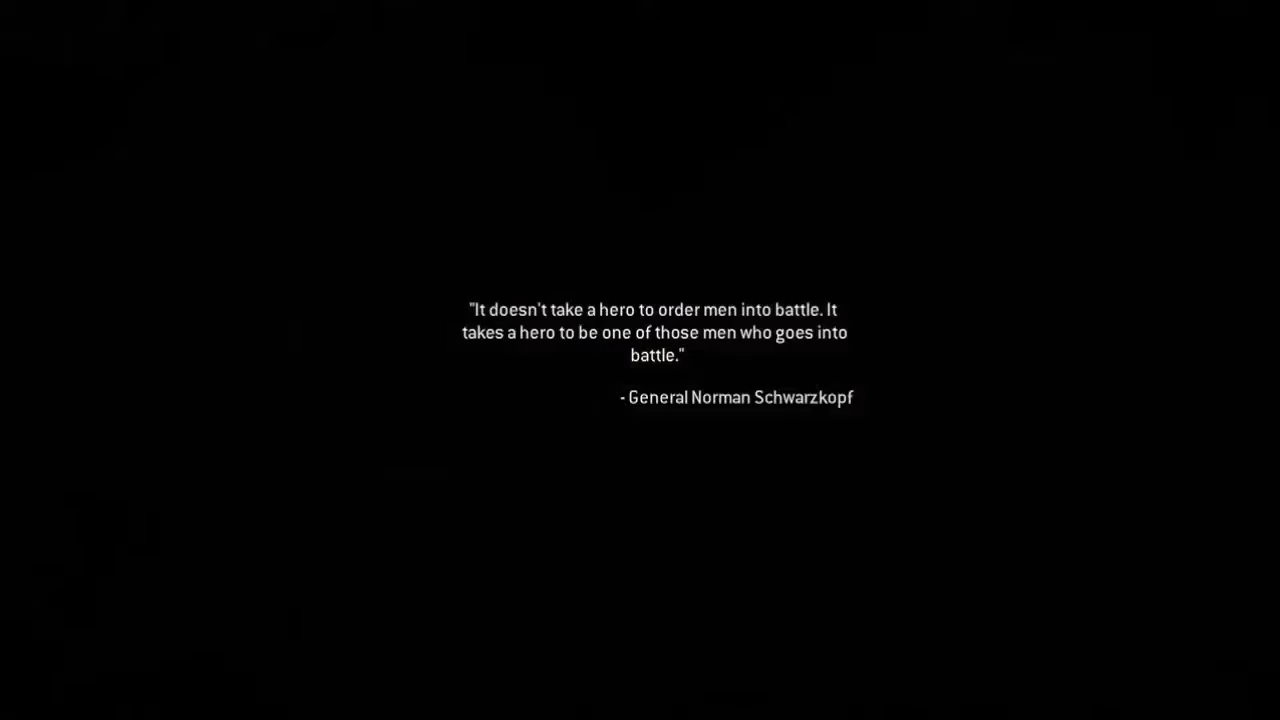 "It doesn't take a hero to order men into battle. It
takes a hero to be one of those men who goes into
battle."
- General Norman Schwarzkopf